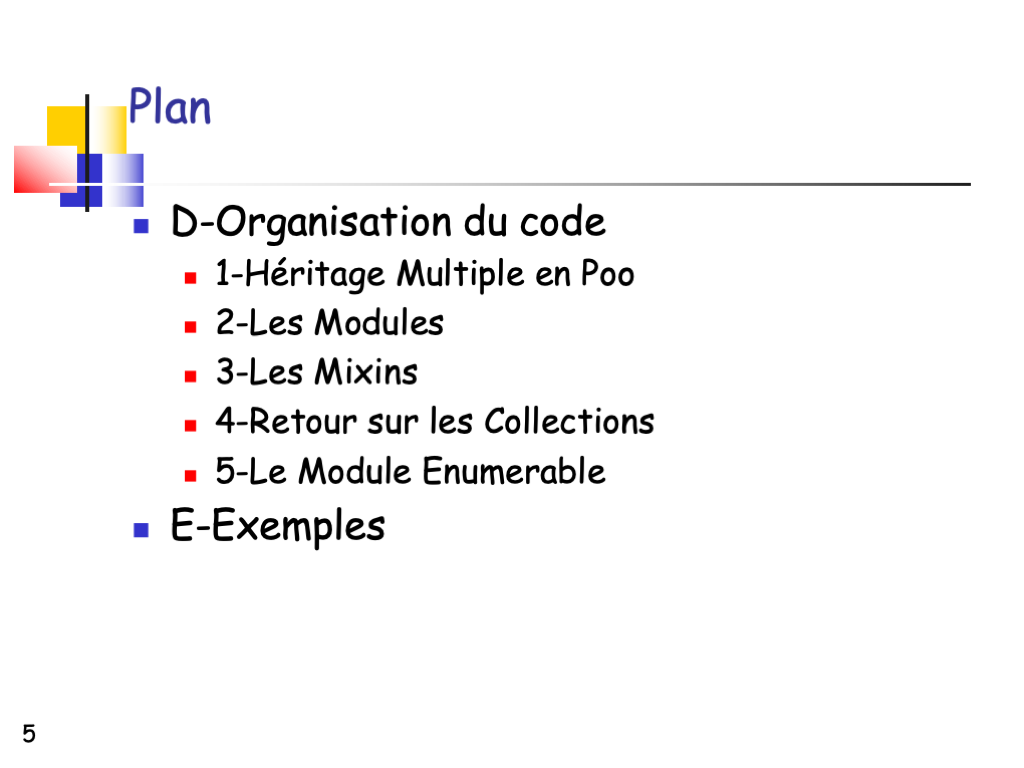 Plan
D-Organisation du code
1-Héritage Multiple en Poo
2-Les Modules
3-Les Mixins
4-Retour sur les Collections
5-Le Module Enumerable
E-Exemples
5